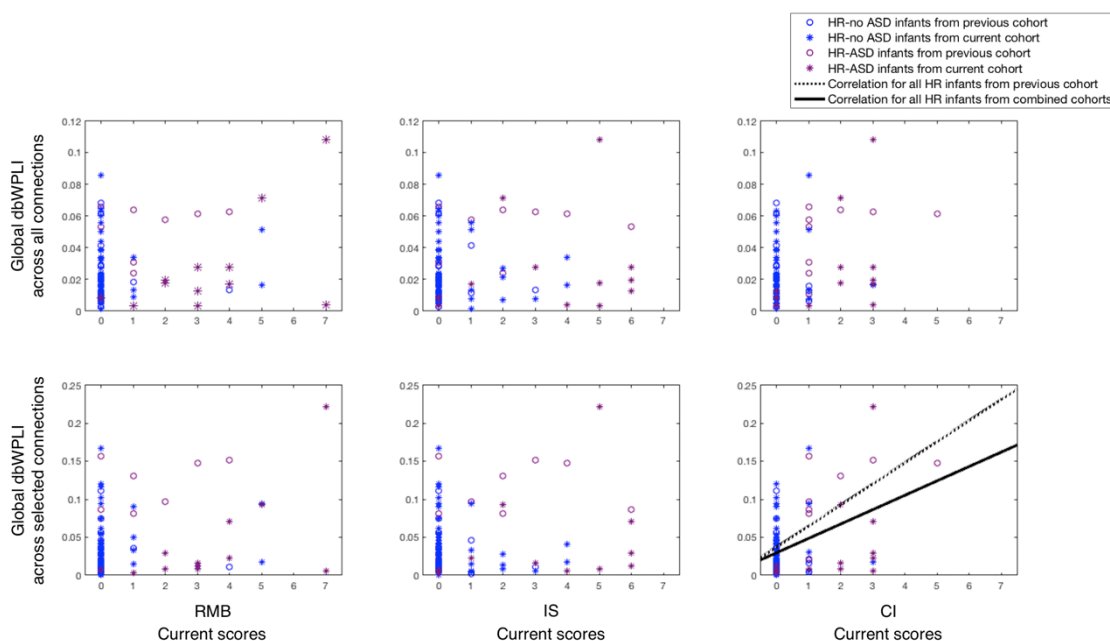 HR-no ASD infants from previous cohort
HR-no ASD infants from current cohort
HR-ASD infants from previous cohort
HR-ASD infants from current cohort
Correlation for all HR infants from previous cohort
Correlation for all HR infants from combined cohorts
Global dbWPLI
across all connections
0.12
0.1
0.08
0.06
0.04
0.02
0
0 1 2 3 4 5 6 7
0.12
0.1
0.08
0.06
0.04
0.02
0
0 1 2 3 4 5 6 7
0.12
0.1
0.08
0.06
0.04
0.02
0
0 1 2 3 4 5 6 7
Global dbWPLI
across selected connections
0.25
0.2
0.15
0.1
0.05
0
0 1 2 3 4 5 6 7
RMB
Current scores
0.25
0.2
0.15
0.1
0.05
0
0 1 2 3 4 5 6 7
IS
Current scores
0.25
0.2
0.15
0.1
0.05
0
0 1 2 3 4 5 6 7
CI
Current scores